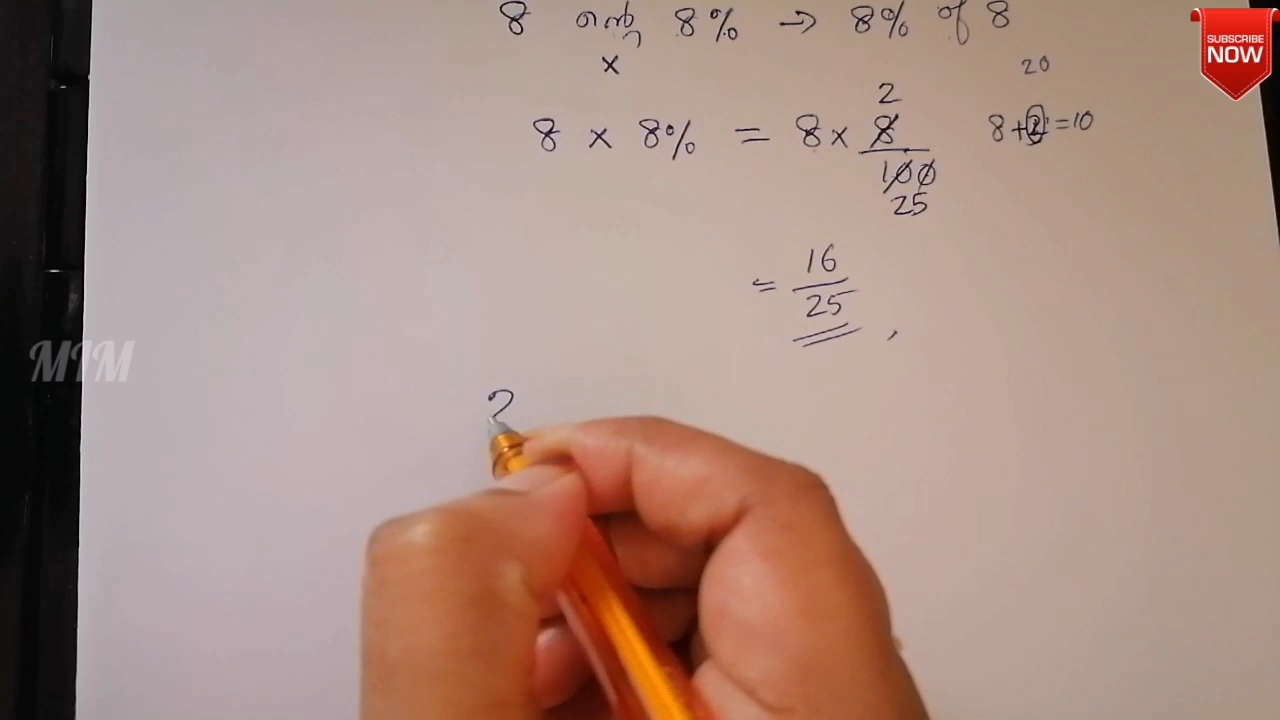 8 ന്റെ 8% → 8% of 8
×
20
8 × 8% = 8 × 8/100
2
25
8+2=10
= 16/25 ,
2
MIM
SUBSCRIBE
NOW